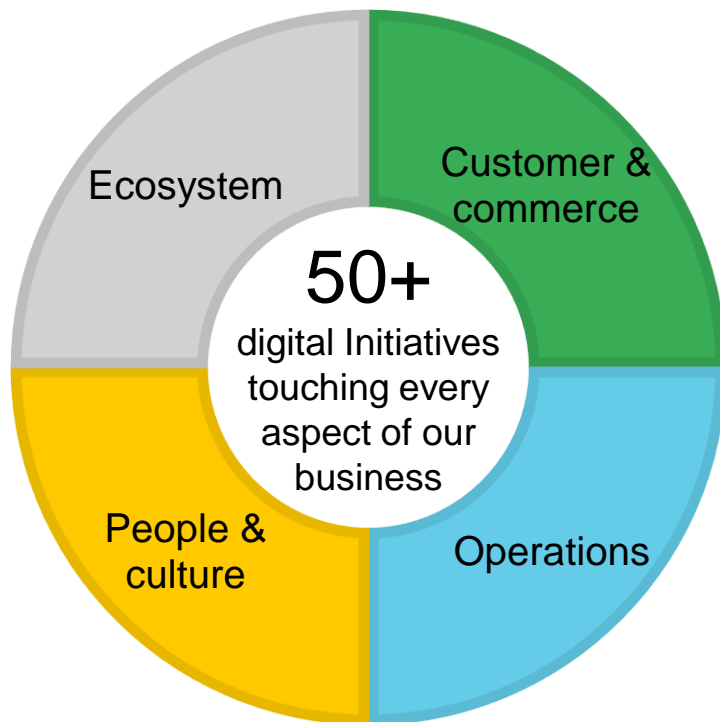 Ecosystem
Customer &
commerce
50+
digital Initiatives
touching every
aspect of our
business
People &
culture
Operations